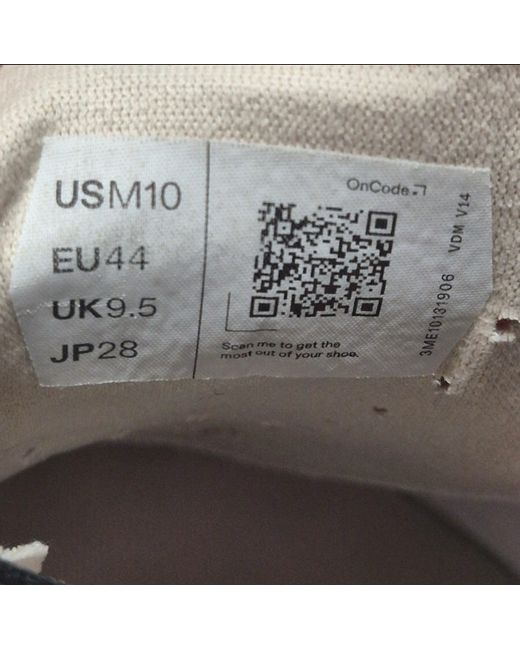 USM10
EU44
UK9.5
JP28
OnCode
Scan me to get the
most out of your shoe.
3ME10131906 VDM V14